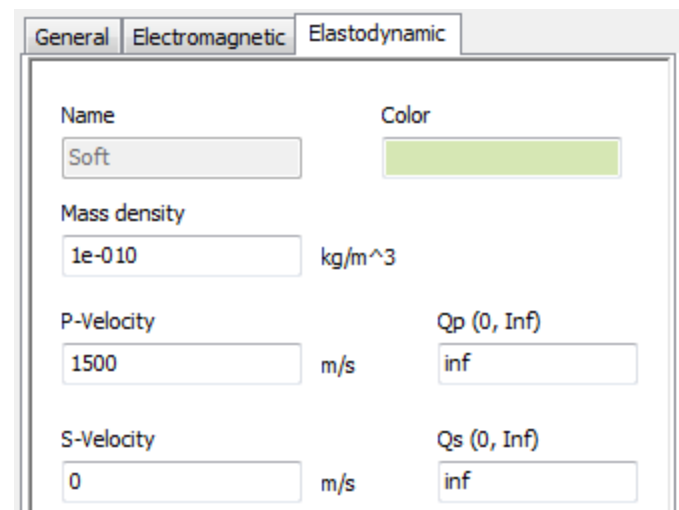 General Electromagnetic Elastodynamic
Name Color
Soft
Mass density
1e-010 kg/m^3
P-Velocity Qp (0, Inf)
1500 m/s inf
S-Velocity Qs (0, Inf)
0 m/s inf